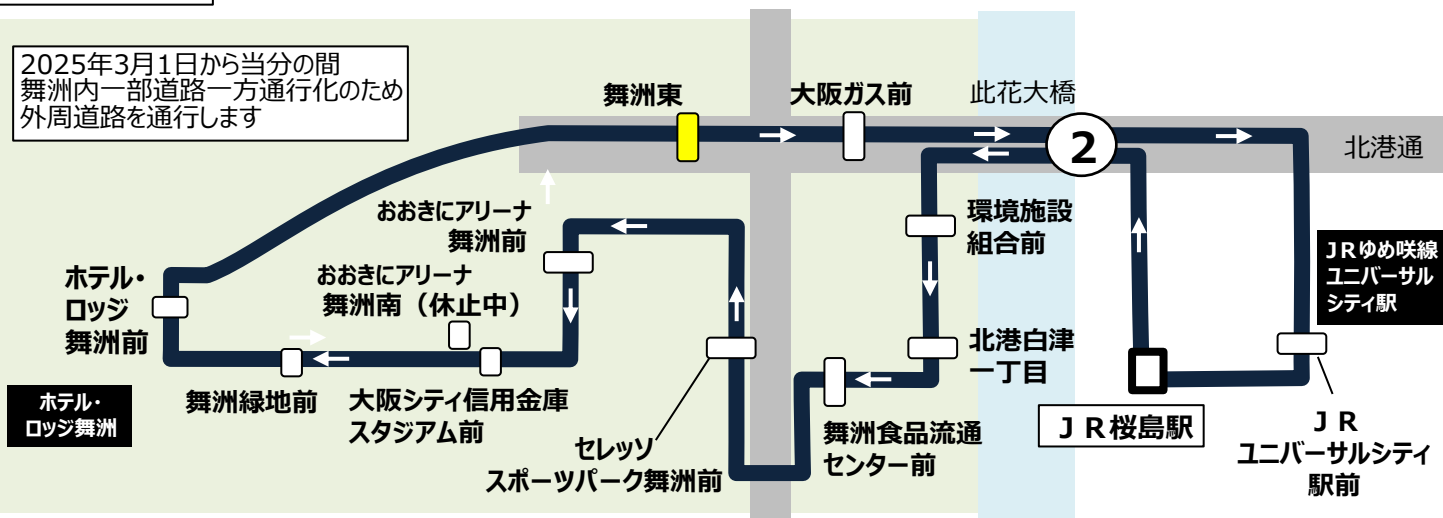 2025年3月1日から当分の間
舞洲内一部道路一方通行化のため
外周道路を通行します
舞洲東
大阪ガス前
此花大橋
2
北港通
おおきにアリーナ
舞洲前
環境施設
組合前
JRゆめ咲線
ユニバーサル
シティ駅
ホテル・
ロッジ
舞洲前
おおきにアリーナ
舞洲南（休止中）
北港白津
一丁目
ホテル・
ロッジ舞洲
舞洲緑地前
大阪シティ信用金庫
スタジアム前
セレッソ
スポーツパーク舞洲前
舞洲食品流通
センター前
ＪＲ桜島駅
ＪＲ
ユニバーサルシティ
駅前